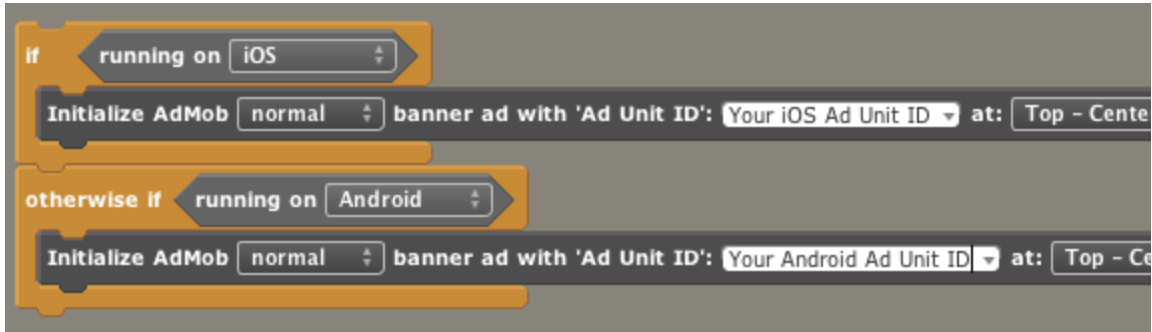 if running on iOS
Initialize AdMob normal banner ad with 'Ad Unit ID': Your iOS Ad Unit ID at: Top - Cente
otherwise if running on Android
Initialize AdMob normal banner ad with 'Ad Unit ID': Your Android Ad Unit ID at: Top - Ce